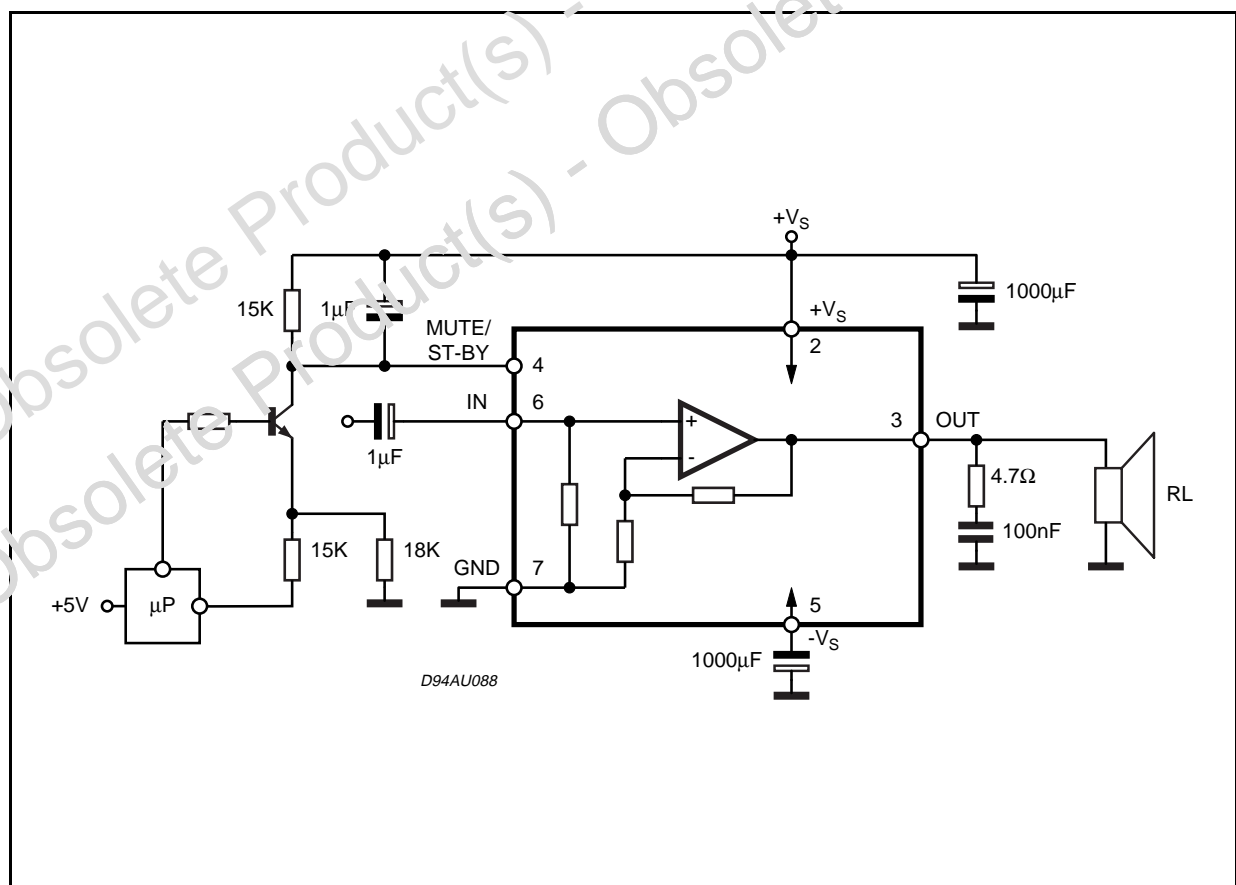 Obsolete Product(s) - Obsolete Product(s) - Obsolete
+VS
15K
1µF
1000µF
MUTE/
ST-BY
+VS
2
4
IN
6
3
OUT
+
-
1µF
4.7Ω
RL
100nF
15K
18K
GND
7
+5V
µP
5
-VS
1000µF
D94AU088